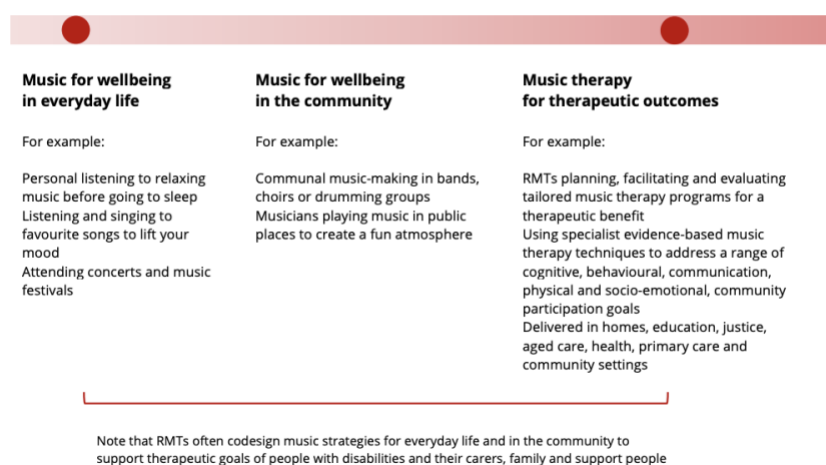 Music for wellbeing
in everyday life
For example:
Personal listening to relaxing
music before going to sleep
Listening and singing to
favourite songs to lift your
mood
Attending concerts and music
festivals
Music for wellbeing
in the community
For example:
Communal music-making in bands,
choirs or drumming groups
Musicians playing music in public
places to create a fun atmosphere
Music therapy
for therapeutic outcomes
For example:
RMTs planning, facilitating and evaluating
tailored music therapy programs for a
therapeutic benefit
Using specialist evidence-based music
therapy techniques to address a range of
cognitive, behavioural, communication,
physical and socio-emotional, community
participation goals
Delivered in homes, education, justice,
aged care, health, primary care and
community settings
Note that RMTs often codesign music strategies for everyday life and in the community to
support therapeutic goals of people with disabilities and their carers, family and support people